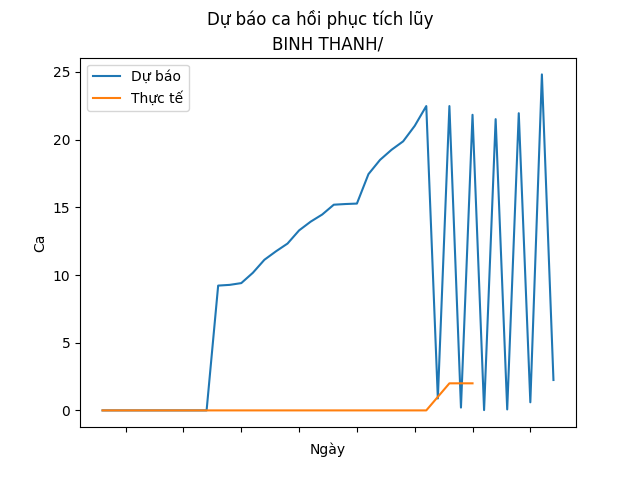 Dự báo ca hồi phục tích lũy
BINH THANH/
Dự báo
Thực tế
25
20
15
10
5
0
Ca
Ngày